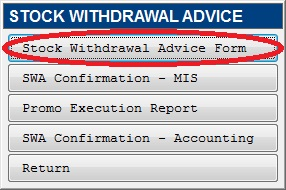 STOCK WITHDRAWAL ADVICE
Stock Withdrawal Advice Form
SWA Confirmation - MIS
Promo Execution Report
SWA Confirmation - Accounting
Return